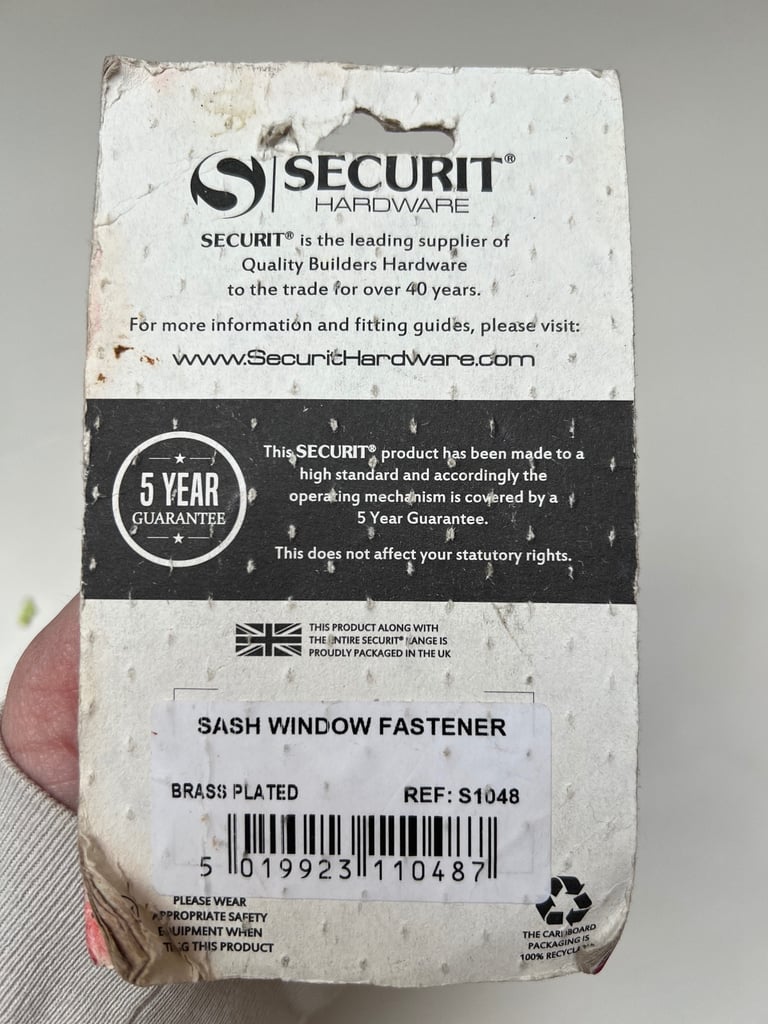 SECURIT®
HARDWARE
SECURIT® is the leading supplier of
Quality Builders Hardware
to the trade for over 40 years.
For more information and fitting guides, please visit:
www.SecuritHardware.com
5 YEAR
GUARANTEE
This SECURIT® product has been made to a
high standard and accordingly the
operating mechanism is covered by a
5 Year Guarantee.
This does not affect your statutory rights.
THIS PRODUCT ALONG WITH
THE ENTIRE SECURIT® RANGE IS
PROUDLY PACKAGED IN THE UK
SASH WINDOW FASTENER
BRASS PLATED REF: S1048
5 019923 110487
PLEASE WEAR
APPROPRIATE SAFETY
EQUIPMENT WHEN
THIS PRODUCT
THE CARDBOARD
PACKAGING IS
100% RECYCLABLE